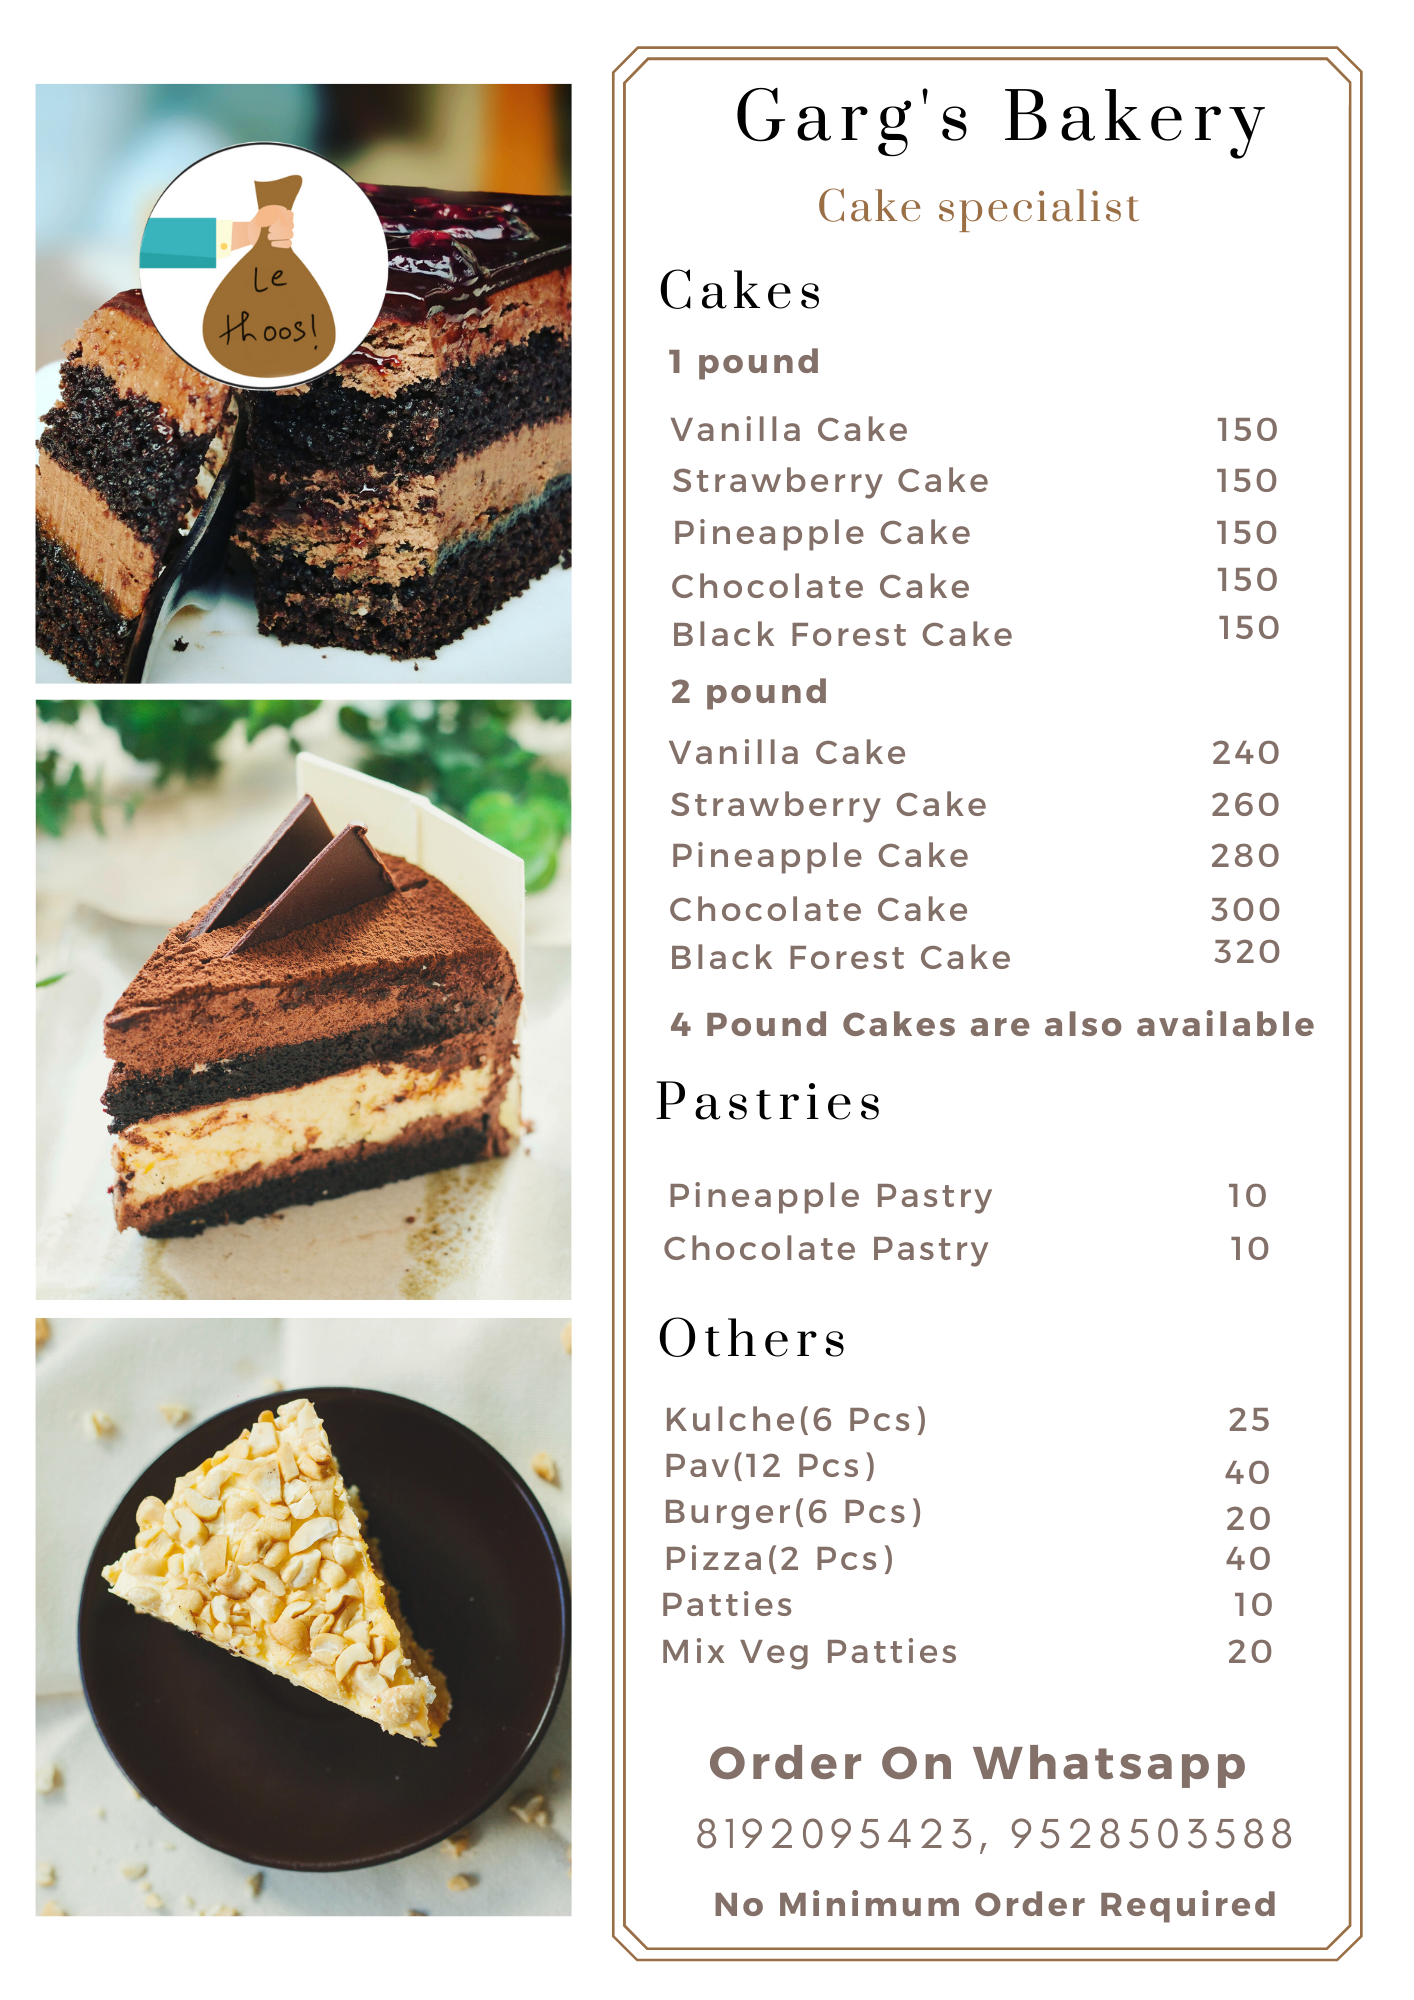 Le
thoos!
Garg's Bakery
Cake specialist
Cakes
1 pound
Vanilla Cake 150
Strawberry Cake 150
Pineapple Cake 150
Chocolate Cake 150
Black Forest Cake 150
2 pound
Vanilla Cake 240
Strawberry Cake 260
Pineapple Cake 280
Chocolate Cake 300
Black Forest Cake 320
4 Pound Cakes are also available
Pastries
Pineapple Pastry 10
Chocolate Pastry 10
Others
Kulche(6 Pcs) 25
Pav(12 Pcs) 40
Burger(6 Pcs) 20
Pizza(2 Pcs) 40
Patties 10
Mix Veg Patties 20
Order On Whatsapp
8192095423, 9528503588
No Minimum Order Required